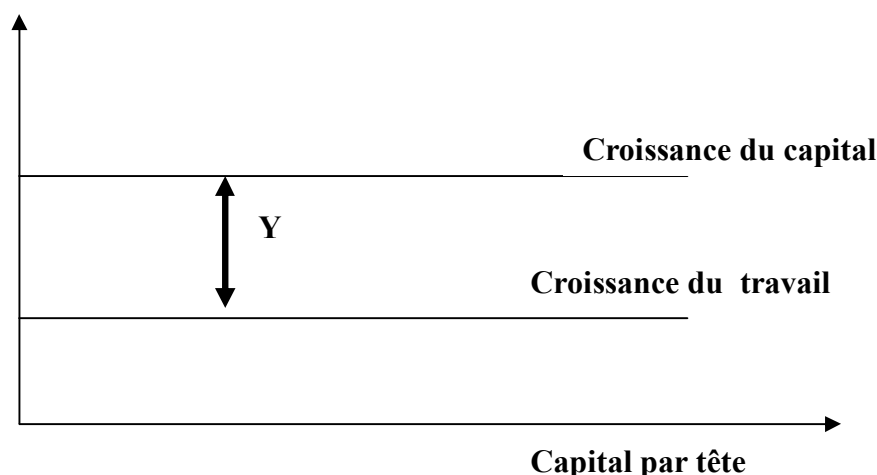 Croissance du capital
Y
Croissance du travail
Capital par tête